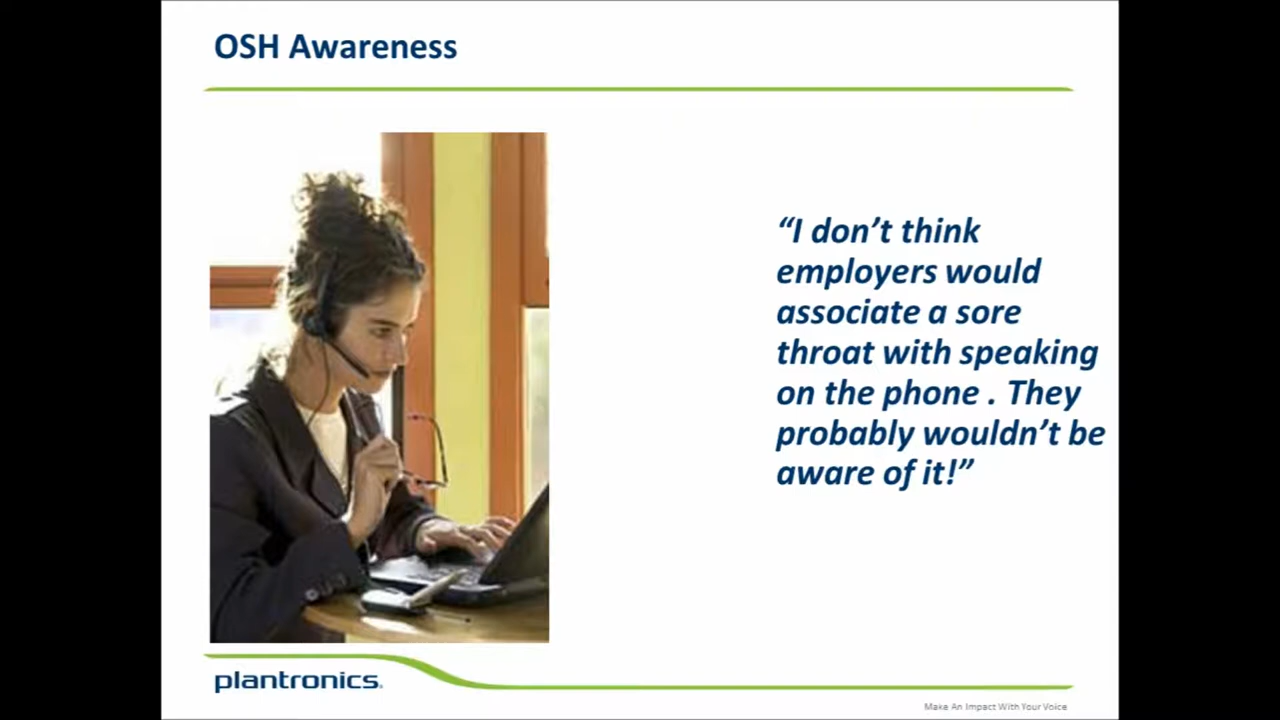 OSH Awareness
“I don’t think
employers would
associate a sore
throat with speaking
on the phone . They
probably wouldn’t be
aware of it!”
plantronics.
Make An Impact With Your Voice